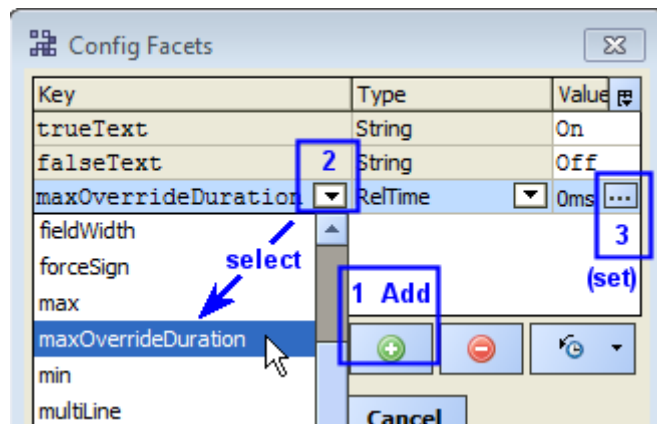 Config Facets
Key Type Value
trueText String On
falseText 2 String Off
maxOverrideDuration RelTime 0ms ...
fieldWidth 3
forceSign select (set)
max 1 Add
maxOverrideDuration
min
multiLine Cancel